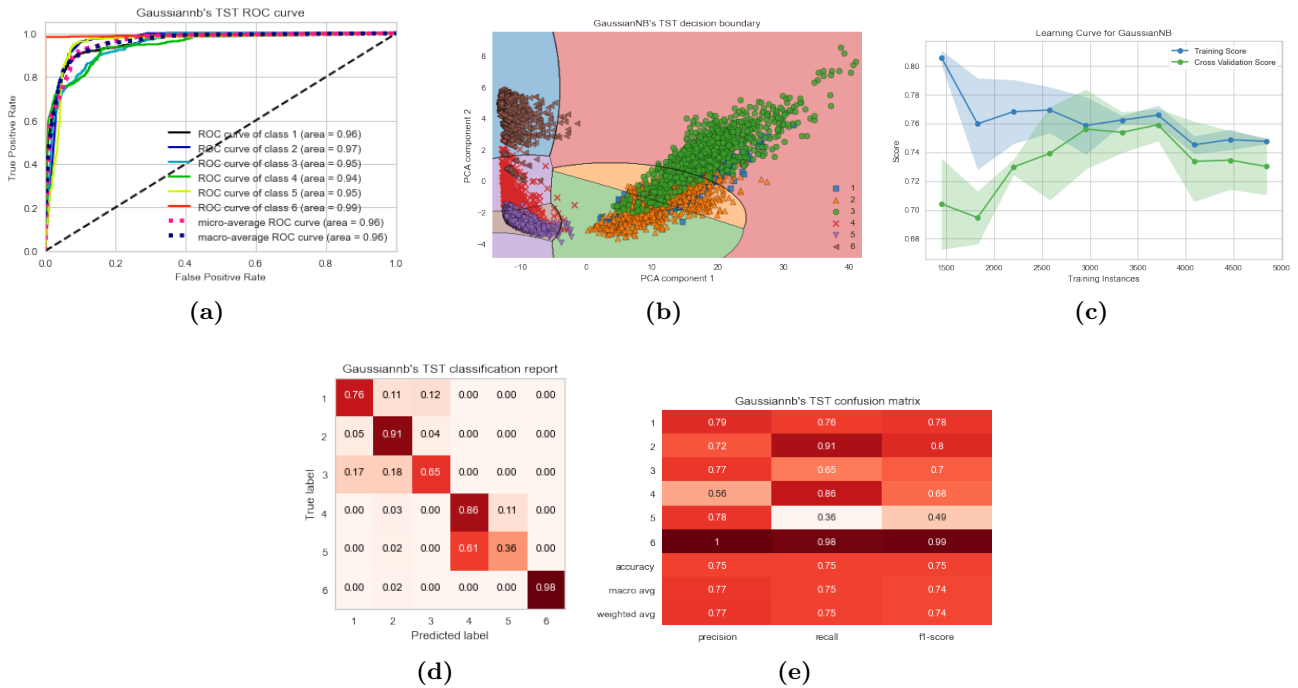 Gaussiannb's TST ROC curve
True Positive Rate
1.0
0.8
0.6
0.4
0.2
0.0
ROC curve of class 1 (area = 0.96)
ROC curve of class 2 (area = 0.97)
ROC curve of class 3 (area = 0.95)
ROC curve of class 4 (area = 0.94)
ROC curve of class 5 (area = 0.95)
ROC curve of class 6 (area = 0.99)
micro-average ROC curve (area = 0.96)
macro-average ROC curve (area = 0.96)
0.0 0.2 0.4 0.6 0.8 1.0
False Positive Rate
(a)
GaussianNB's TST decision boundary
PCA component 2
8
6
4
2
0
−2
−4
1
2
3
4
5
6
−10 0 10 20 30 40
PCA component 1
(b)
Learning Curve for GaussianNB
Training Score
Cross Validation Score
Score
0.80
0.78
0.76
0.74
0.72
0.70
0.68
1500 2000 2500 3000 3500 4000 4500 5000
Training Instances
(c)
Gaussiannb's TST classification report
True label
1 0.76 0.11 0.12 0.00 0.00 0.00
2 0.05 0.91 0.04 0.00 0.00 0.00
3 0.17 0.18 0.65 0.00 0.00 0.00
4 0.00 0.03 0.00 0.86 0.11 0.00
5 0.00 0.02 0.00 0.61 0.36 0.00
6 0.00 0.02 0.00 0.00 0.00 0.98
1 2 3 4 5 6
Predicted label
(d)
Gaussiannb's TST confusion matrix
1 0.79 0.76 0.78
2 0.72 0.91 0.8
3 0.77 0.65 0.7
4 0.56 0.86 0.68
5 0.78 0.36 0.49
6 1 0.98 0.99
accuracy 0.75 0.75 0.75
macro avg 0.77 0.75 0.74
weighted avg 0.77 0.75 0.74
precision recall f1-score
(e)